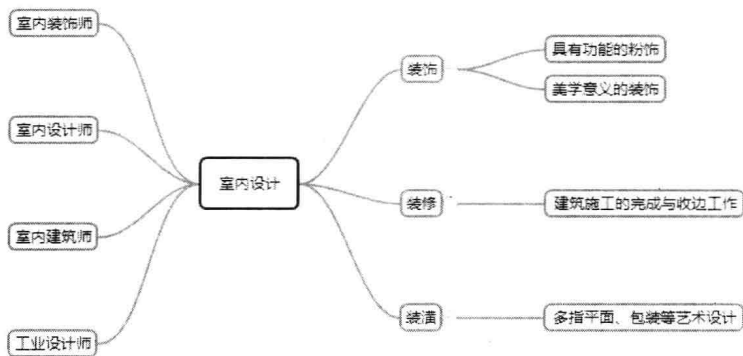 室内装饰师
室内设计师
室内建筑师
工业设计师
室内设计
装饰
具有功能的粉饰
美学意义的装饰
装修
建筑施工的完成与收边工作
装潢
多指平面、包装等艺术设计